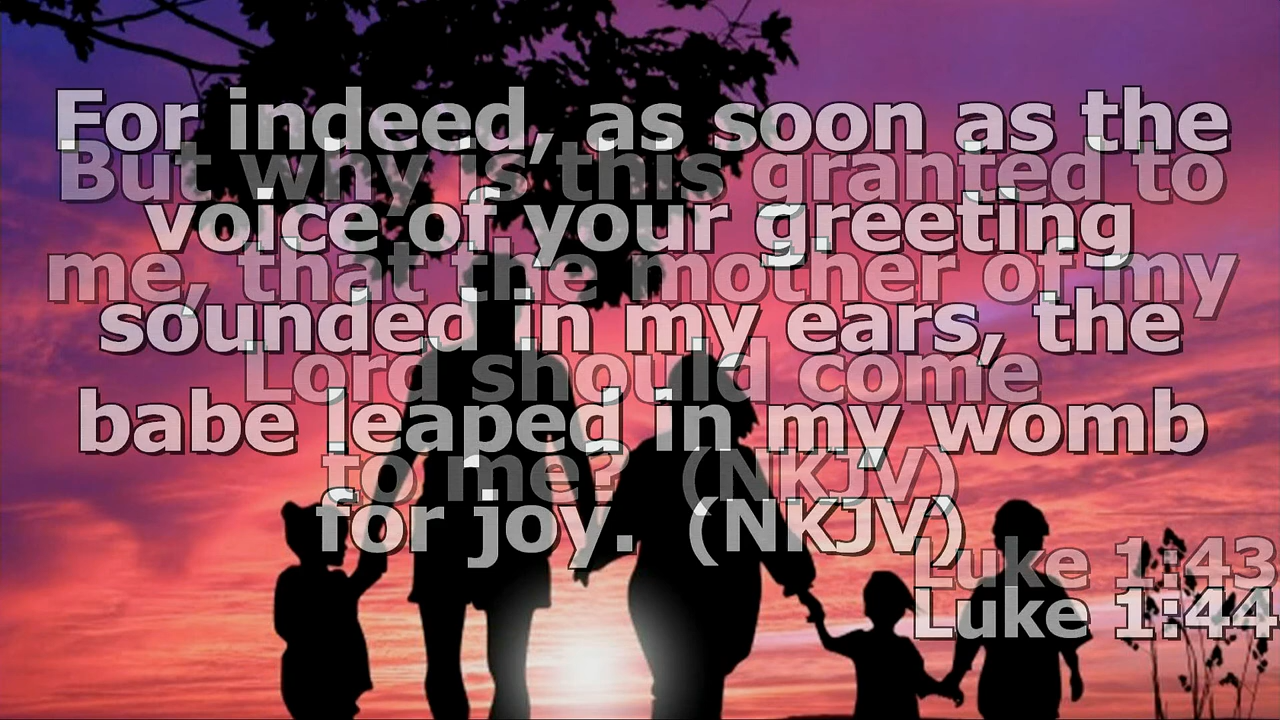 For indeed, as soon as the
voice of your greeting
sounded in my ears, the
babe leaped in my womb
for joy.  (NKJV)
Luke 1:44
But why is this granted to
me, that the mother of my
Lord should come
to me?  (NKJV)
Luke 1:43